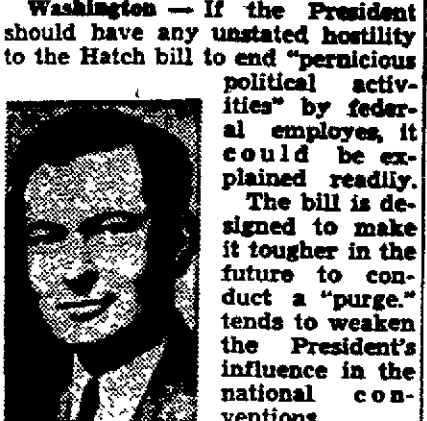 Washington — If the President
should have any unstated hostility
to the Hatch bill to end "pernicious
political activ-
ities" by feder-
al employes, it
could be ex-
plained readily.
The bill is de-
signed to make
it tougher in the
future to con-
duct a "purge."
tends to weaken
the President's
influence in the
national con-
ventions